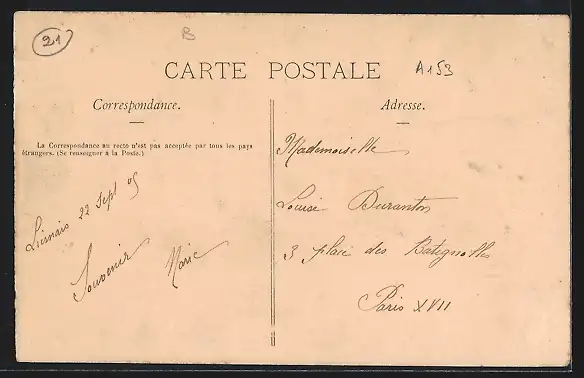 21
B
CARTE POSTALE
A153
Correspondance.
Adresse.
La Correspondance au recto n'est pas acceptée par tous les pays
étrangers. (Se renseigner à la Poste.)
22 Sept 05
Souvenir
Marie
Mademoiselle
Louise Duranton
3 place des Batignolles
Paris XVII